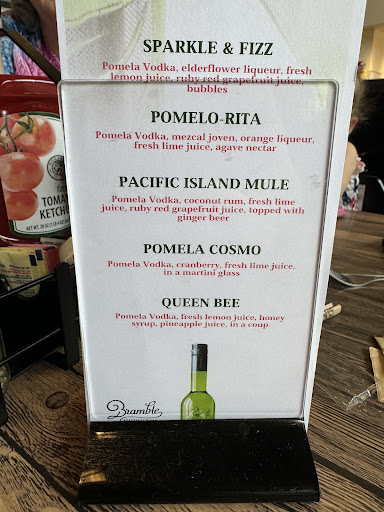 SPARKLE & FIZZ
Pomela Vodka, elderflower liqueur, fresh
lemon juice, ruby red grapefruit juice,
bubbles
POMELO-RITA
Pomela Vodka, mezcal joven, orange liqueur,
fresh lime juice, agave nectar
PACIFIC ISLAND MULE
Pomela Vodka, coconut rum, fresh lime
juice, ruby red grapefruit juice, topped with
ginger beer
POMELA COSMO
Pomela Vodka, cranberry, fresh lime juice,
in a martini glass
QUEEN BEE
Pomela Vodka, fresh lemon juice, honey
syrup, pineapple juice, in a coup
Bramble
TOMA
KETCH